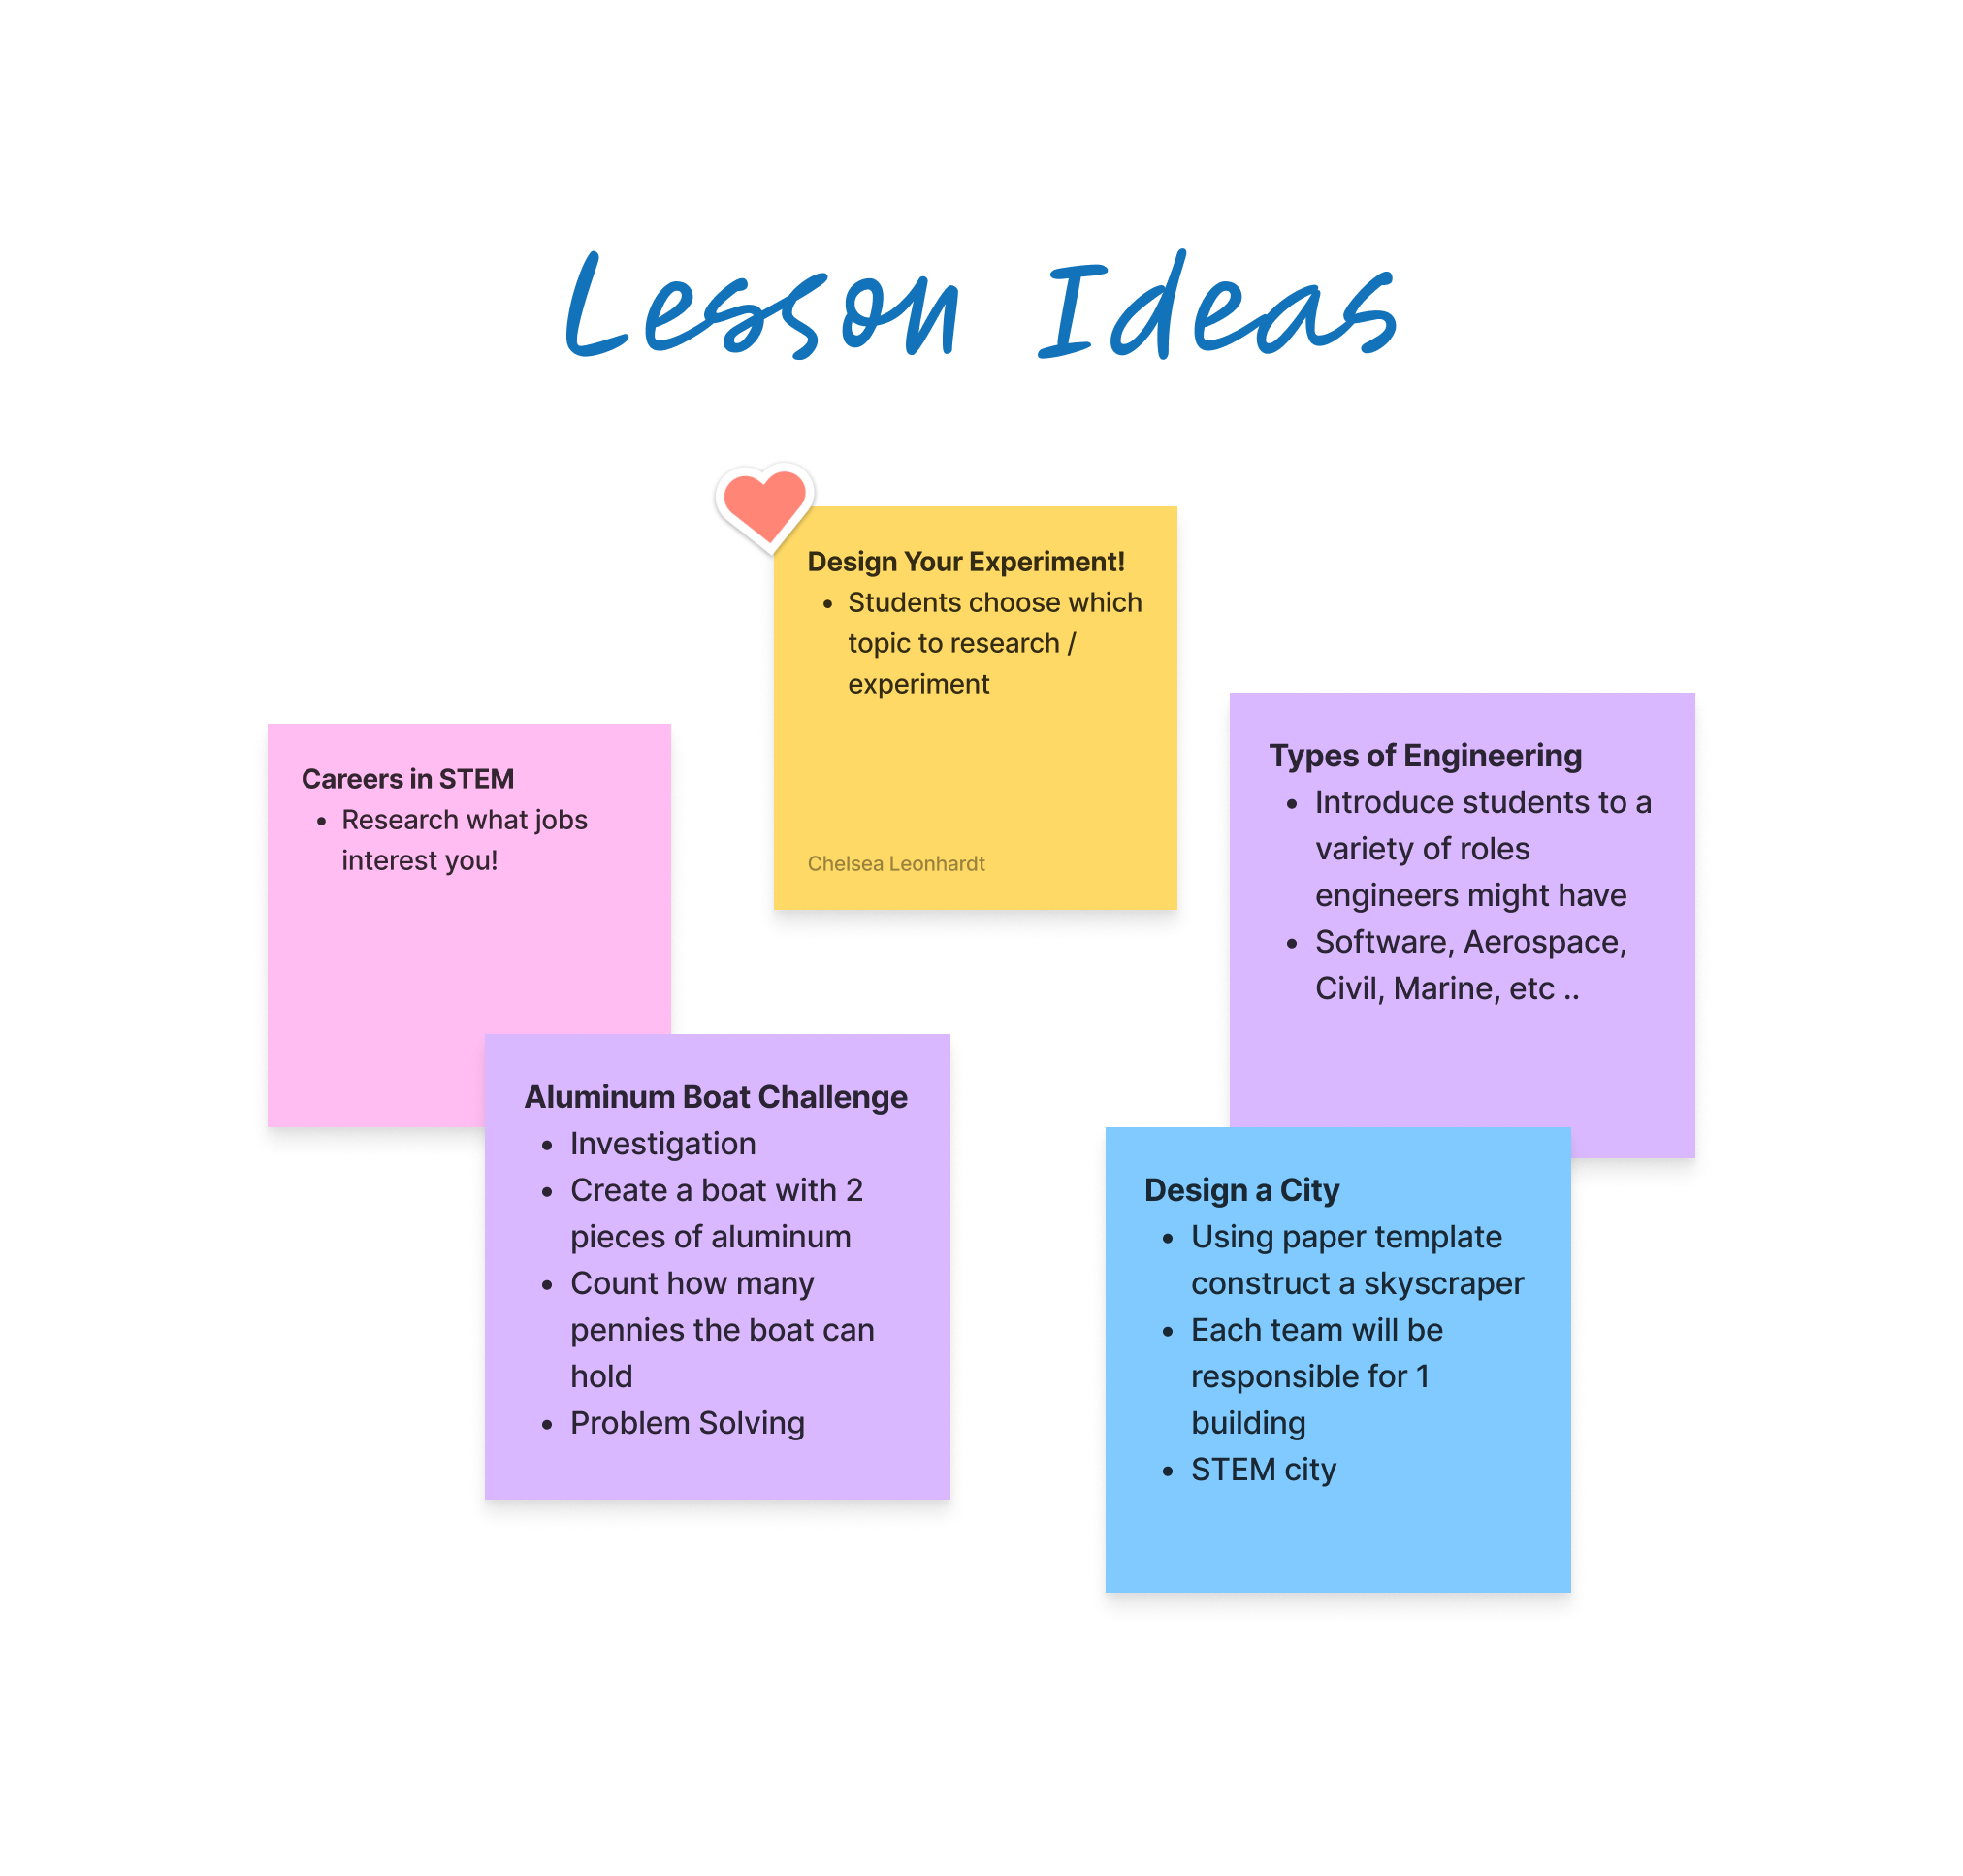 Lesson Ideas
Design Your Experiment!
• Students choose which
topic to research /
experiment
Chelsea Leonhardt
Careers in STEM
• Research what jobs
interest you!
Types of Engineering
• Introduce students to a
variety of roles
engineers might have
• Software, Aerospace,
Civil, Marine, etc ..
Aluminum Boat Challenge
• Investigation
• Create a boat with 2
pieces of aluminum
• Count how many
pennies the boat can
hold
• Problem Solving
Design a City
• Using paper template
construct a skyscraper
• Each team will be
responsible for 1
building
• STEM city